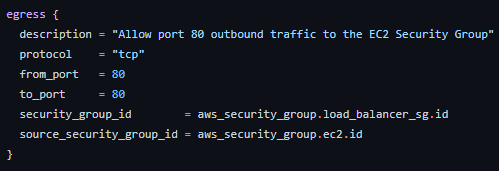 egress {
description = "Allow port 80 outbound traffic to the EC2 Security Group"
protocol    = "tcp"
from_port   = 80
to_port     = 80
security_group_id        = aws_security_group.load_balancer_sg.id
source_security_group_id = aws_security_group.ec2.id
}